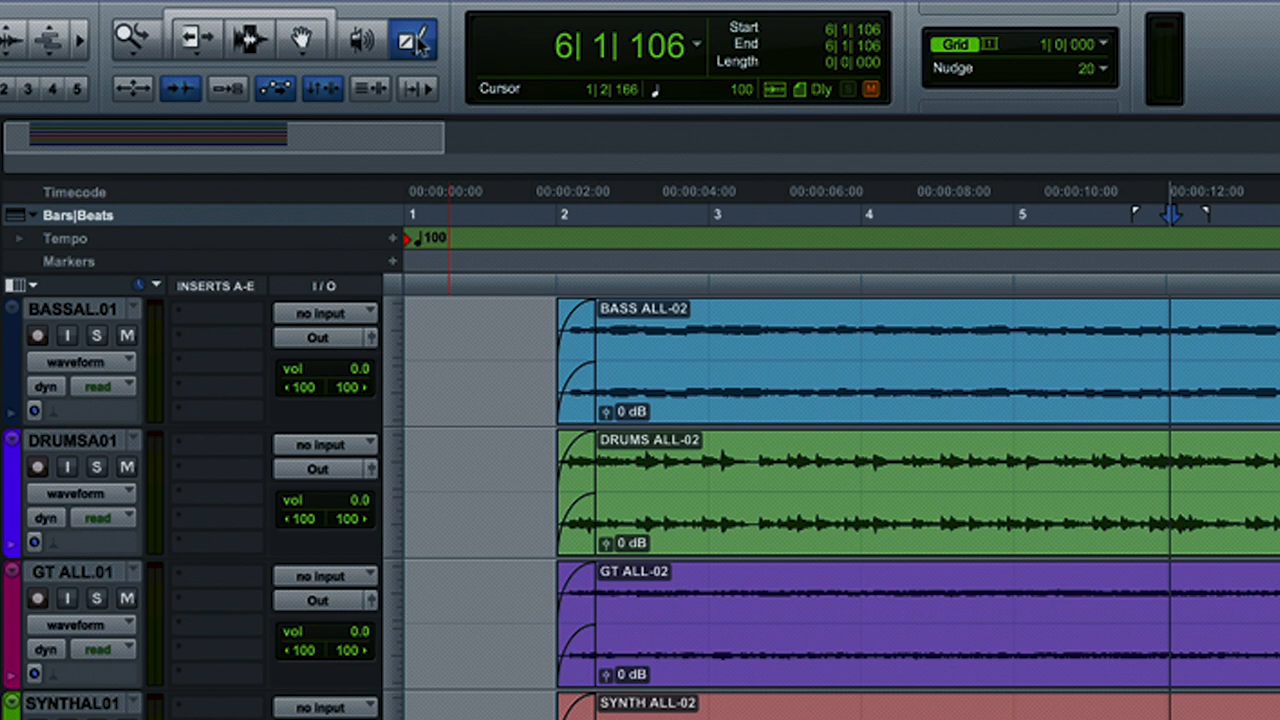 2 3 4 5
6| 1| 106
Start 6| 1| 106
End 6| 1| 106
Length 0| 0| 000
Cursor 1| 2| 166 100 Dly S M
Grid 1| 0| 000
Nudge 20
Timecode 00:00:00:00 00:00:02:00 00:00:04:00 00:00:06:00 00:00:08:00 00:00:10:00 00:00:12:00
Bars|Beats 1 2 3 4 5
Tempo + 100
Markers +
INSERTS A-E I / O
BASSAL.01 no input BASS ALL-02
I S M Out
waveform vol 0.0
dyn read 100 100
0 dB
DRUMSA01 no input DRUMS ALL-02
I S M Out
waveform vol 0.0
dyn read 100 100
0 dB
GT ALL.01 no input GT ALL-02
I S M Out
waveform vol 0.0
dyn read 100 100
0 dB
SYNTHAL01 no input SYNTH ALL-02